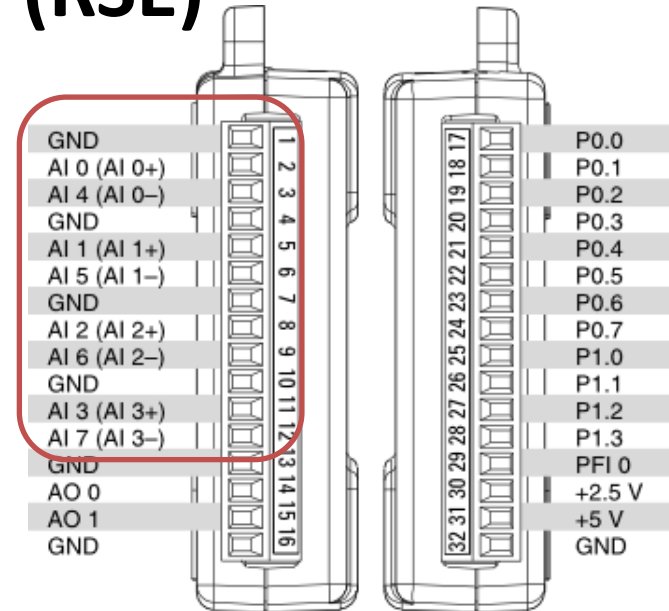 (RSE)
GND 1
AI 0 (AI 0+) 2
AI 4 (AI 0–) 3
GND 4
AI 1 (AI 1+) 5
AI 5 (AI 1–) 6
GND 7
AI 2 (AI 2+) 8
AI 6 (AI 2–) 9
GND 10
AI 3 (AI 3+) 11
AI 7 (AI 3–) 12
GND 13
AO 0 14
AO 1 15
GND 16
17 P0.0
18 P0.1
19 P0.2
20 P0.3
21 P0.4
22 P0.5
23 P0.6
24 P0.7
25 P1.0
26 P1.1
27 P1.2
28 P1.3
29 PFI 0
30 +2.5 V
31 +5 V
32 GND